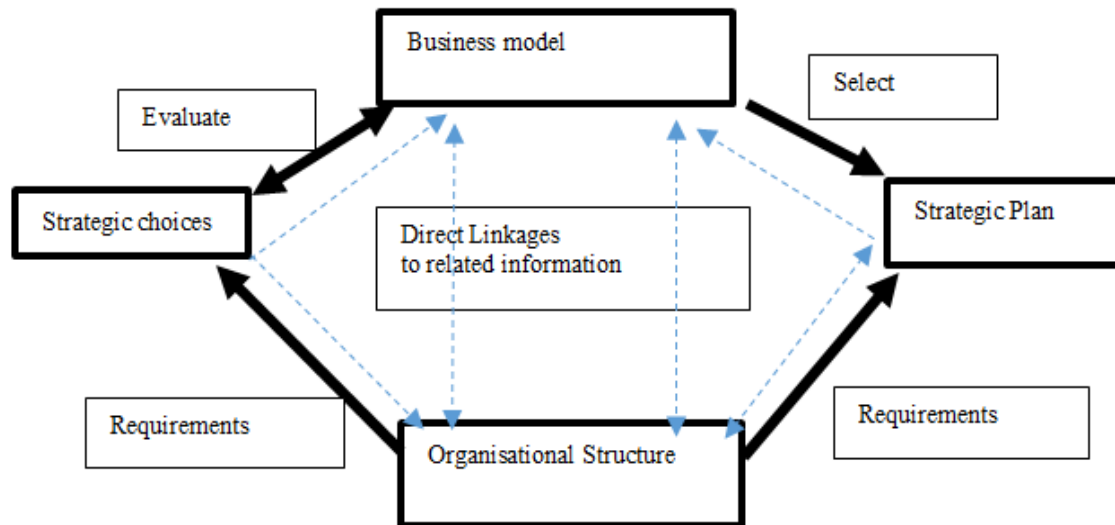 Business model
Select
Evaluate
Strategic choices
Strategic Plan
Direct Linkages
to related information
Requirements
Requirements
Organisational Structure